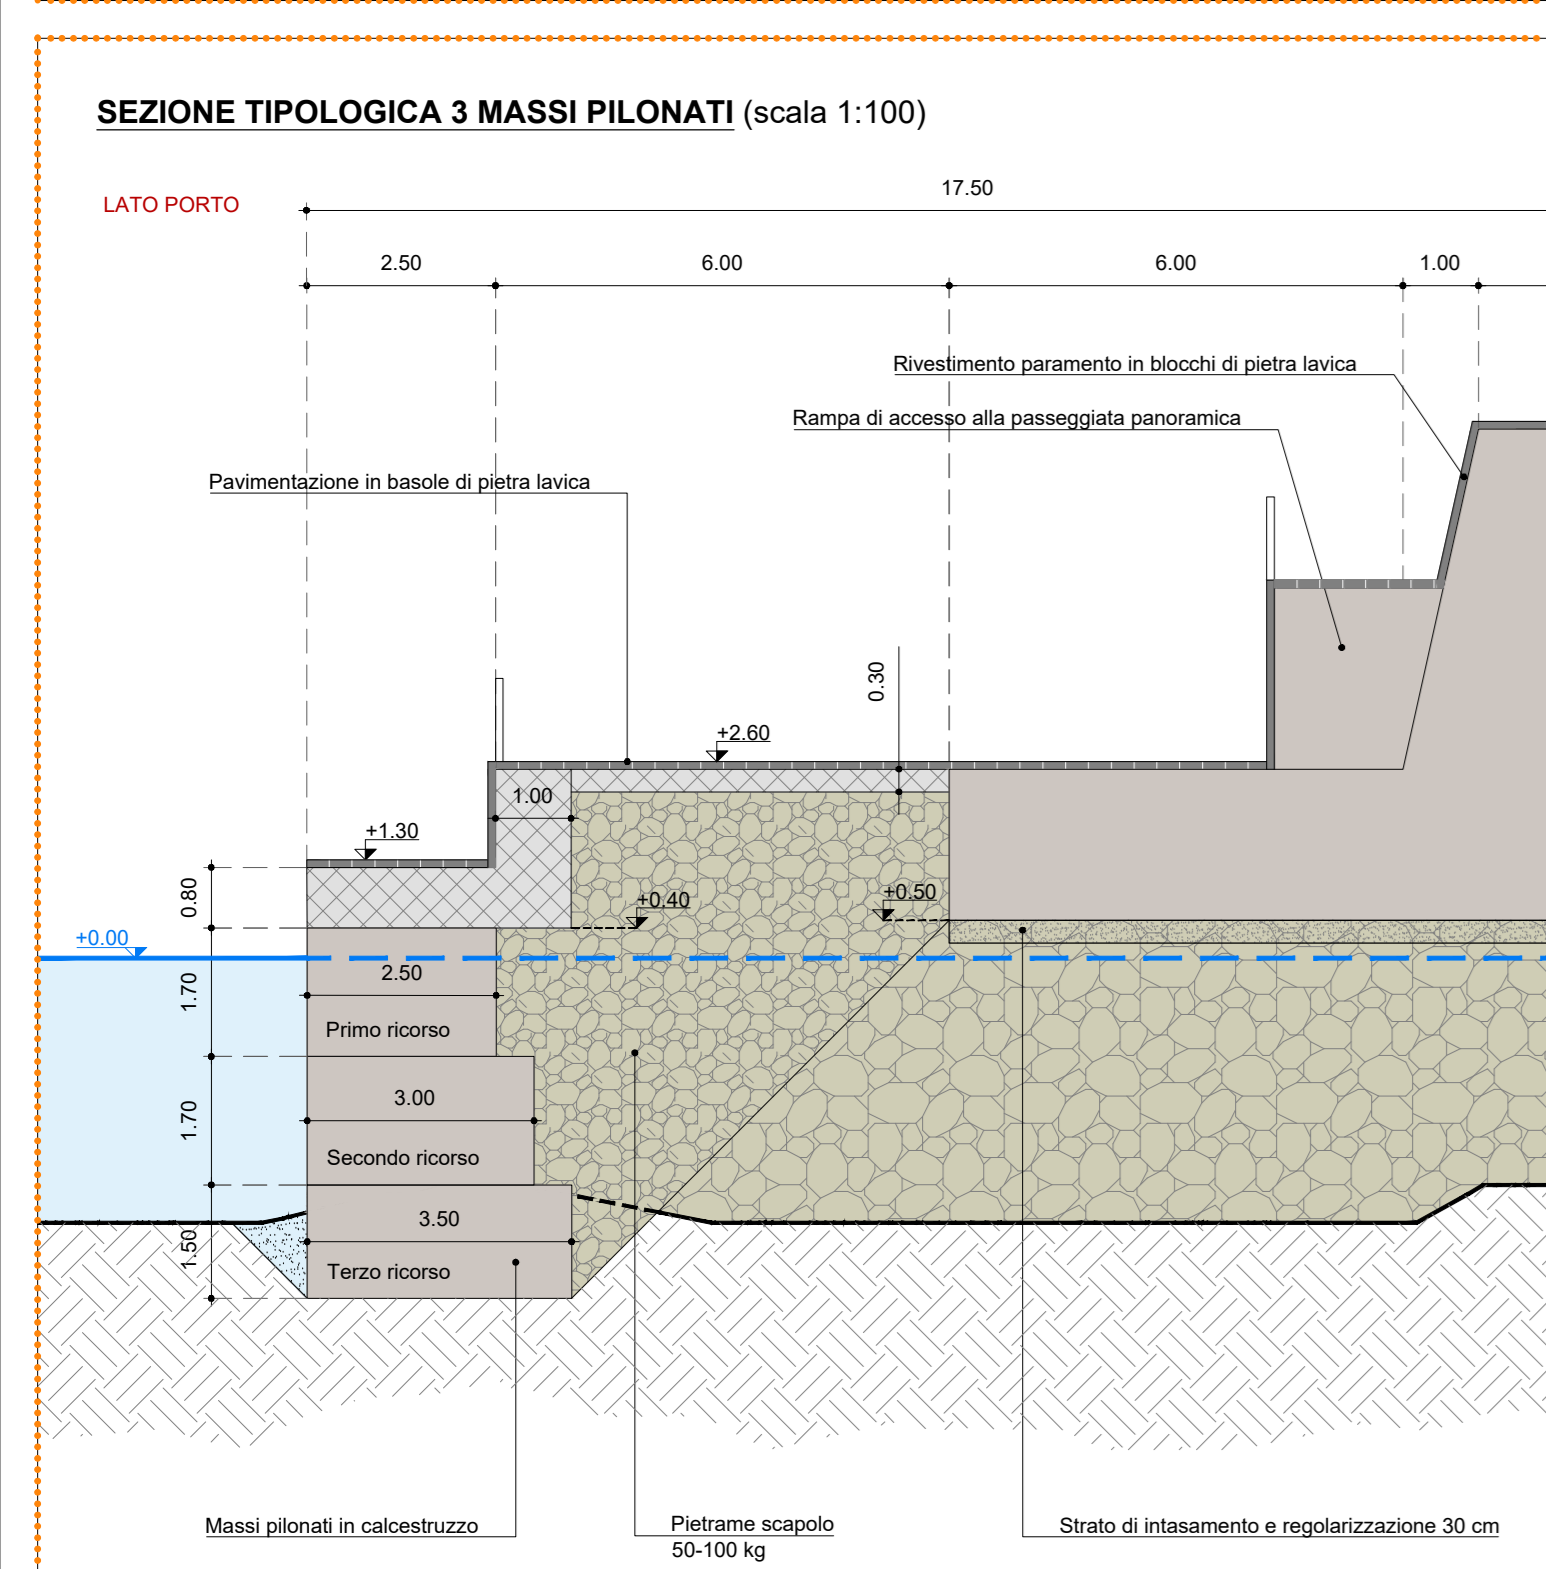 SEZIONE TIPOLOGICA 3 MASSI PILONATI (scala 1:100)
LATO PORTO
17.50
2.50
6.00
6.00
1.00
Rivestimento paramento in blocchi di pietra lavica
Rampa di accesso alla passeggiata panoramica
Pavimentazione in basole di pietra lavica
0.30
+2.60
1.00
+1.30
0.80
+0.40
+0.50
+0.00
1.70
2.50
Primo ricorso
1.70
3.00
Secondo ricorso
1.50
3.50
Terzo ricorso
Massi pilonati in calcestruzzo
Pietrame scapolo
50-100 kg
Strato di intasamento e regolarizzazione 30 cm